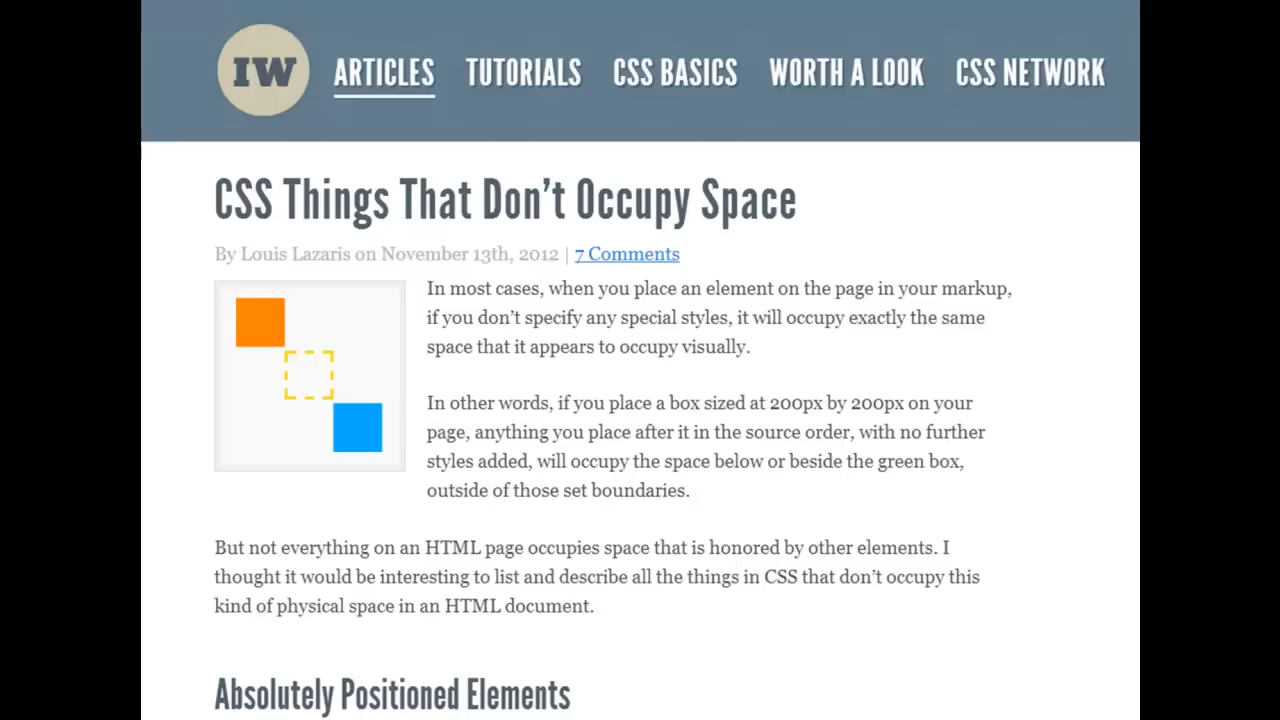 IW
ARTICLES TUTORIALS CSS BASICS WORTH A LOOK CSS NETWORK
CSS Things That Don’t Occupy Space
By Louis Lazaris on November 13th, 2012 | 7 Comments
In most cases, when you place an element on the page in your markup,
if you don’t specify any special styles, it will occupy exactly the same
space that it appears to occupy visually.
In other words, if you place a box sized at 200px by 200px on your
page, anything you place after it in the source order, with no further
styles added, will occupy the space below or beside the green box,
outside of those set boundaries.
But not everything on an HTML page occupies space that is honored by other elements. I
thought it would be interesting to list and describe all the things in CSS that don’t occupy this
kind of physical space in an HTML document.
Absolutely Positioned Elements